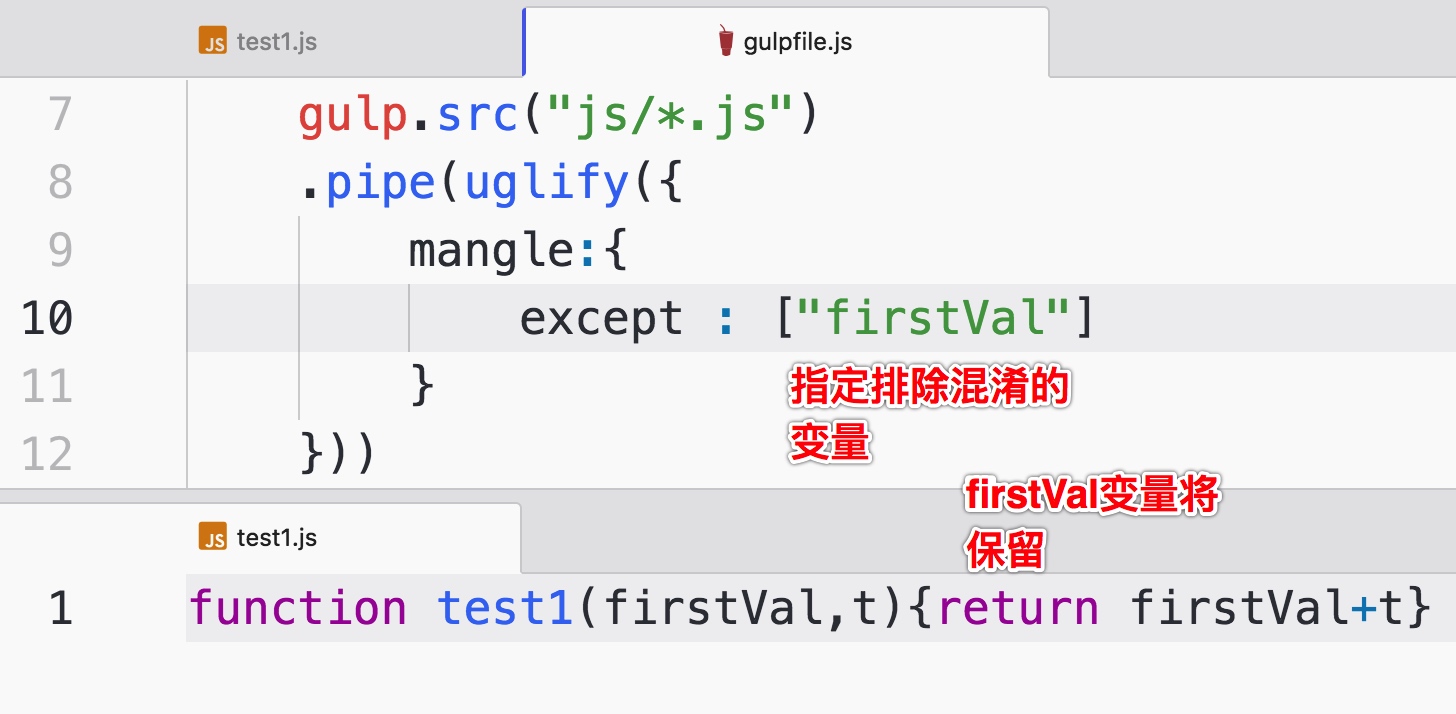 test1.js
gulpfile.js
7 gulp.src("js/*.js")
8 .pipe(uglify({
9 mangle:{
10 except : ["firstVal"]
11 }
指定排除混淆的
变量
12 }))
firstVal变量将
保留
test1.js
1 function test1(firstVal,t){return firstVal+t}